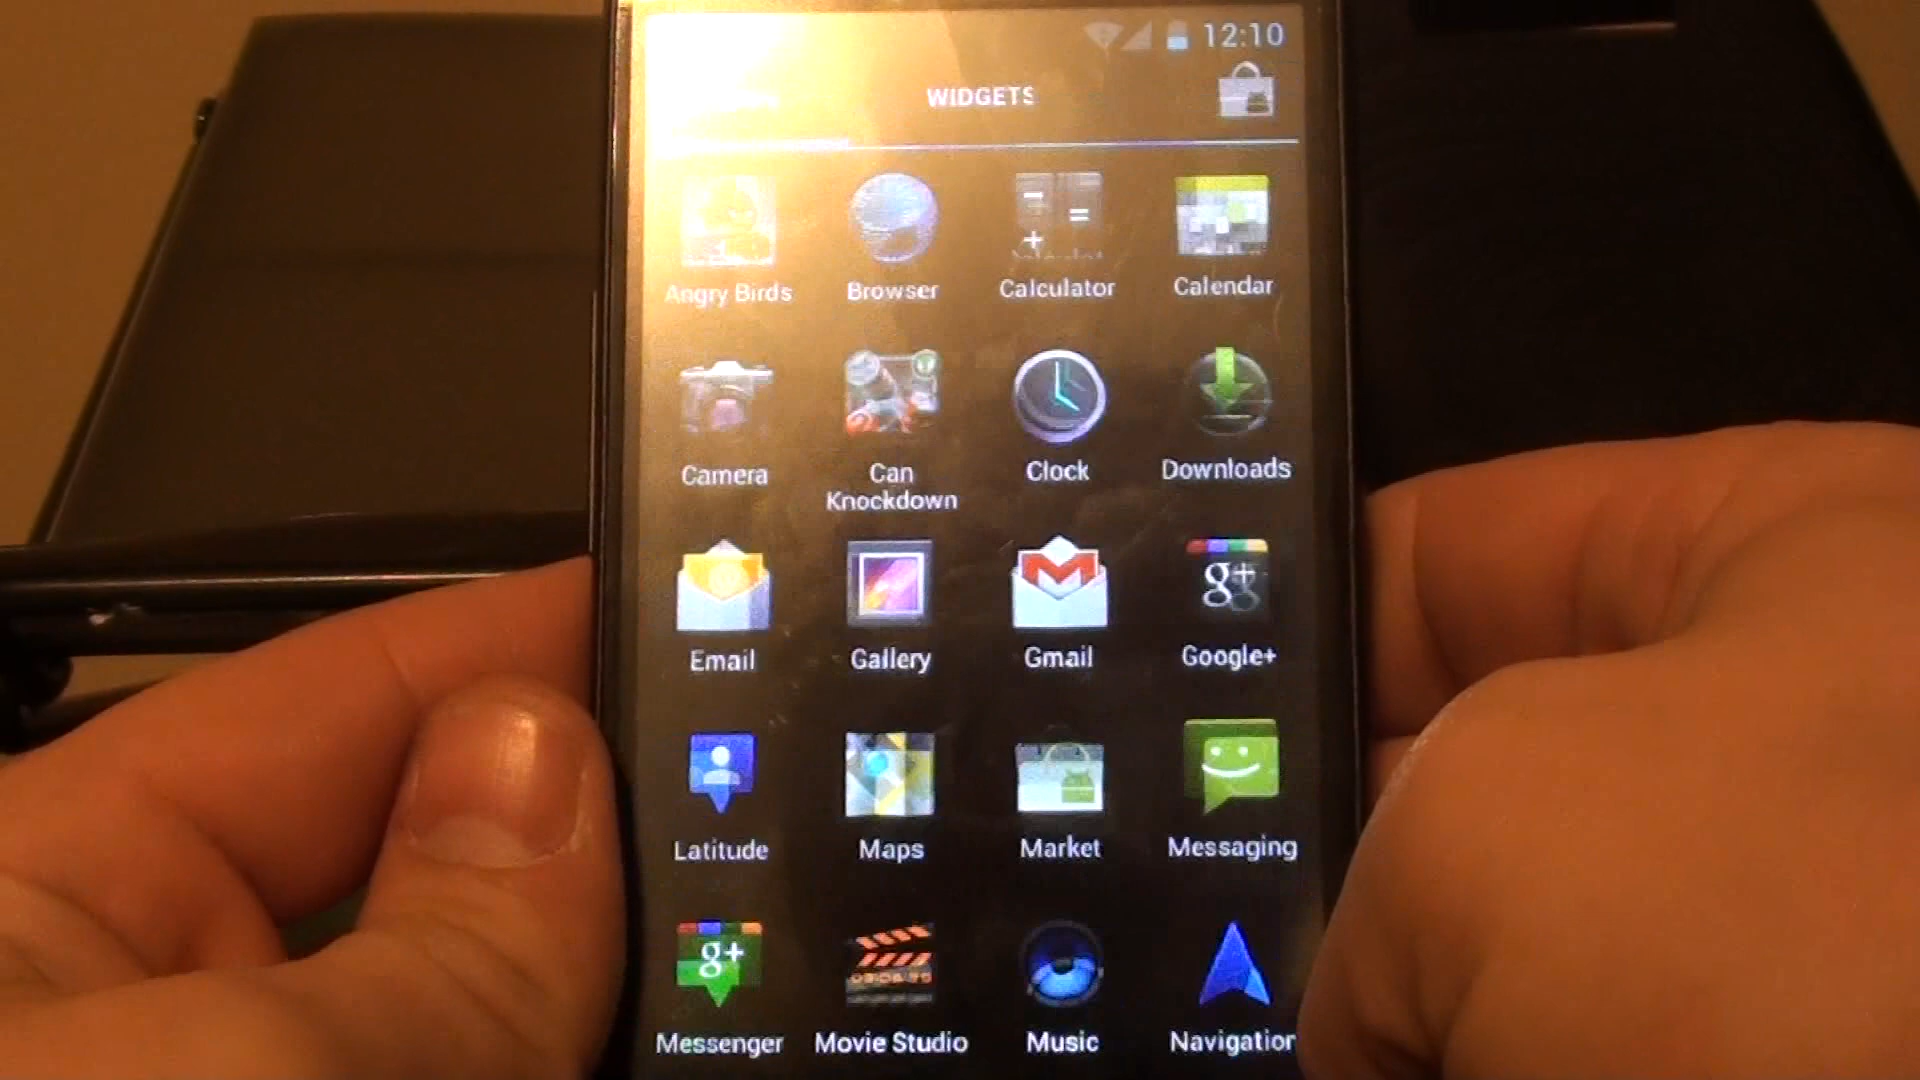 12:10
WIDGETS
Angry Birds
Browser
Calculator
Calendar
Camera
Can
Knockdown
Clock
Downloads
Email
Gallery
Gmail
g+
Google+
Latitude
Maps
Market
Messaging
g+
Messenger
Movie Studio
Music
Navigation